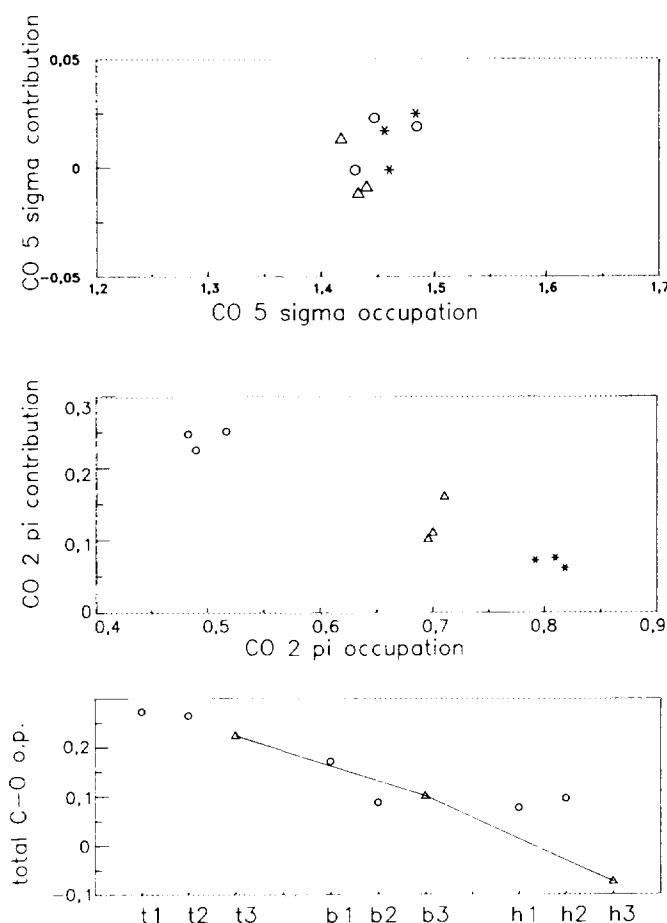 CO 5 sigma contribution
0,05
0
-0,05
1,2 1,3 1,4 1,5 1,6 1,7
CO 5 sigma occupation
CO 2 pi contribution
0,3
0,2
0,1
0
0,4 0,5 0,6 0,7 0,8 0,9
CO 2 pi occupation
total C-O o.p.
0,2
0,1
0
-0,1
t1 t2 t3 b1 b2 b3 h1 h2 h3